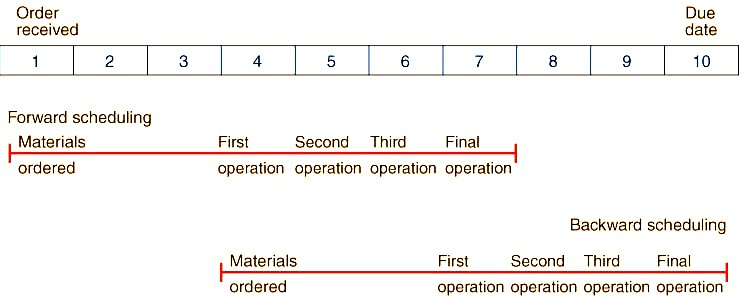 Order Due
received date
1 2 3 4 5 6 7 8 9 10
Forward scheduling
Materials First Second Third Final
ordered operation operation operation operation
Backward scheduling
Materials First Second Third Final
ordered operation operation operation operation